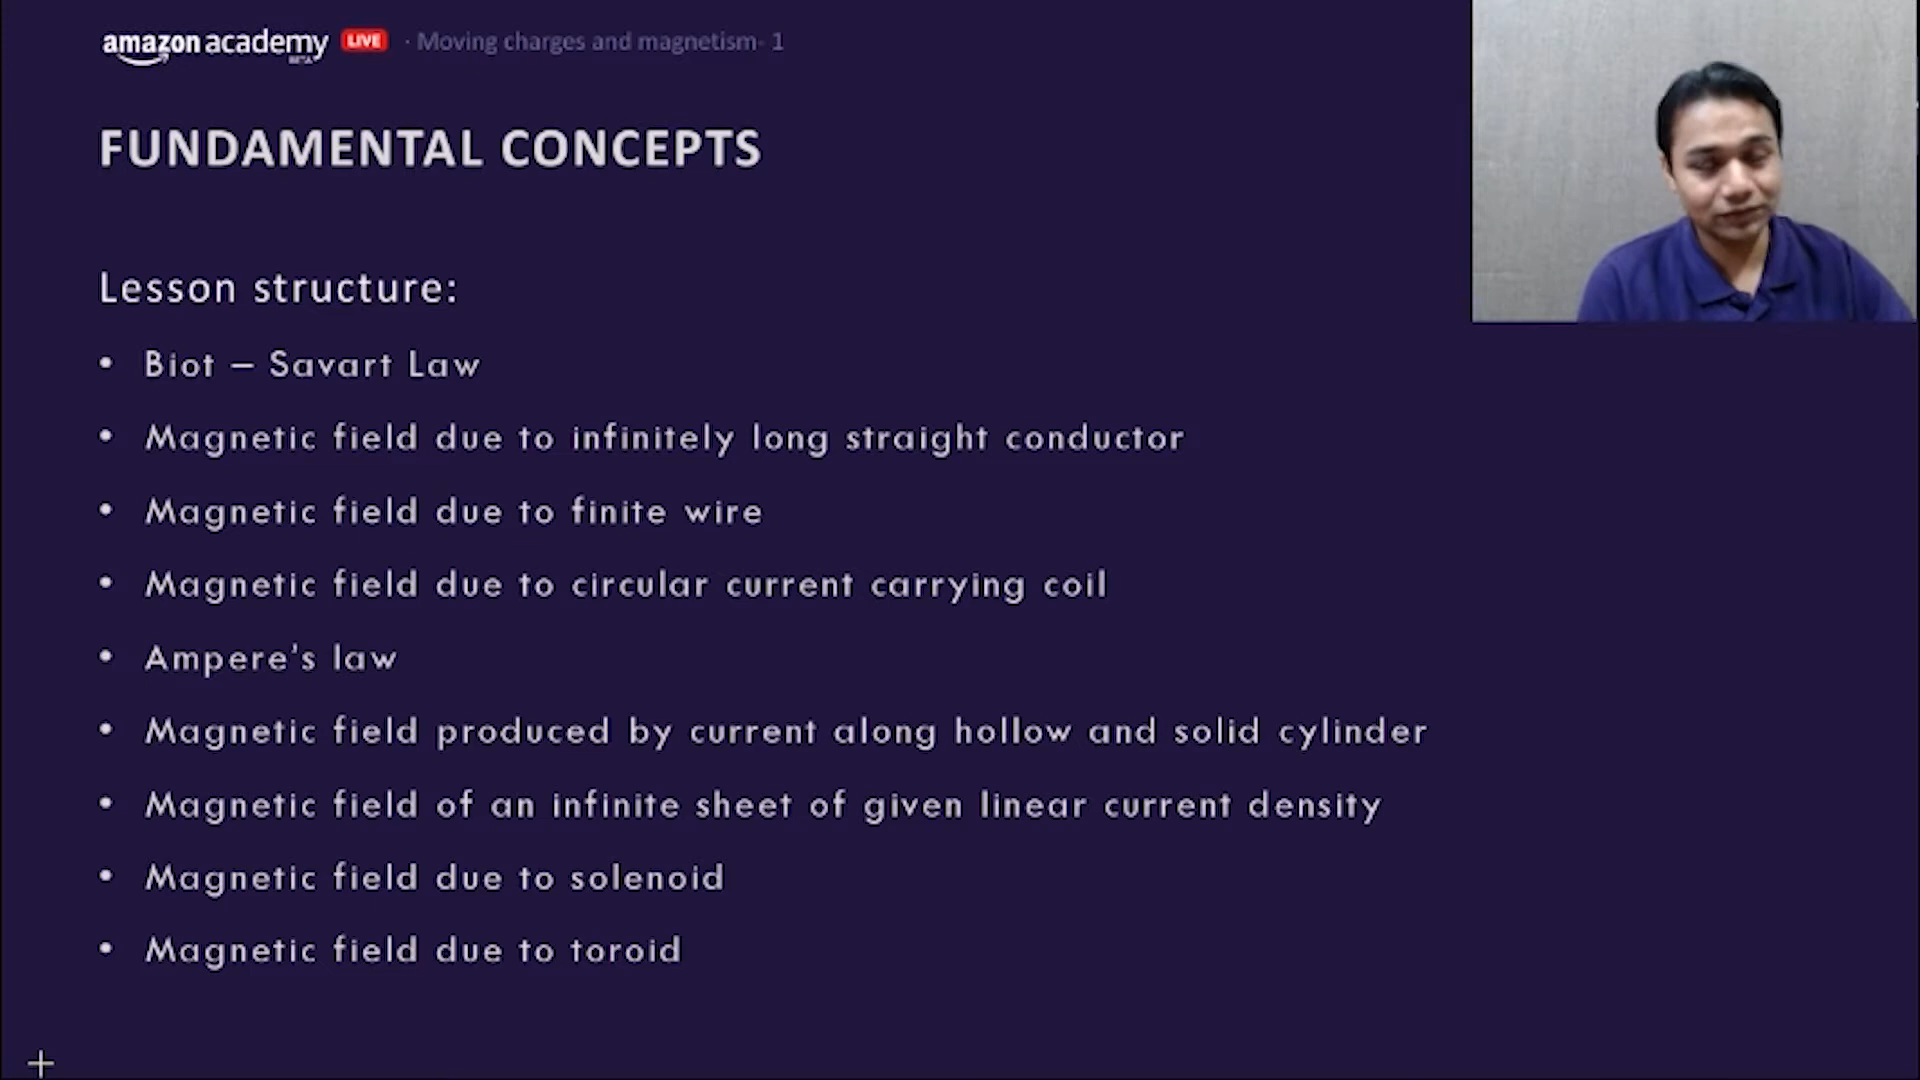 amazon academy LIVE · Moving charges and magnetism- 1
BETA
FUNDAMENTAL CONCEPTS
Lesson structure:
• Biot – Savart Law
• Magnetic field due to infinitely long straight conductor
• Magnetic field due to finite wire
• Magnetic field due to circular current carrying coil
• Ampere's law
• Magnetic field produced by current along hollow and solid cylinder
• Magnetic field of an infinite sheet of given linear current density
• Magnetic field due to solenoid
• Magnetic field due to toroid